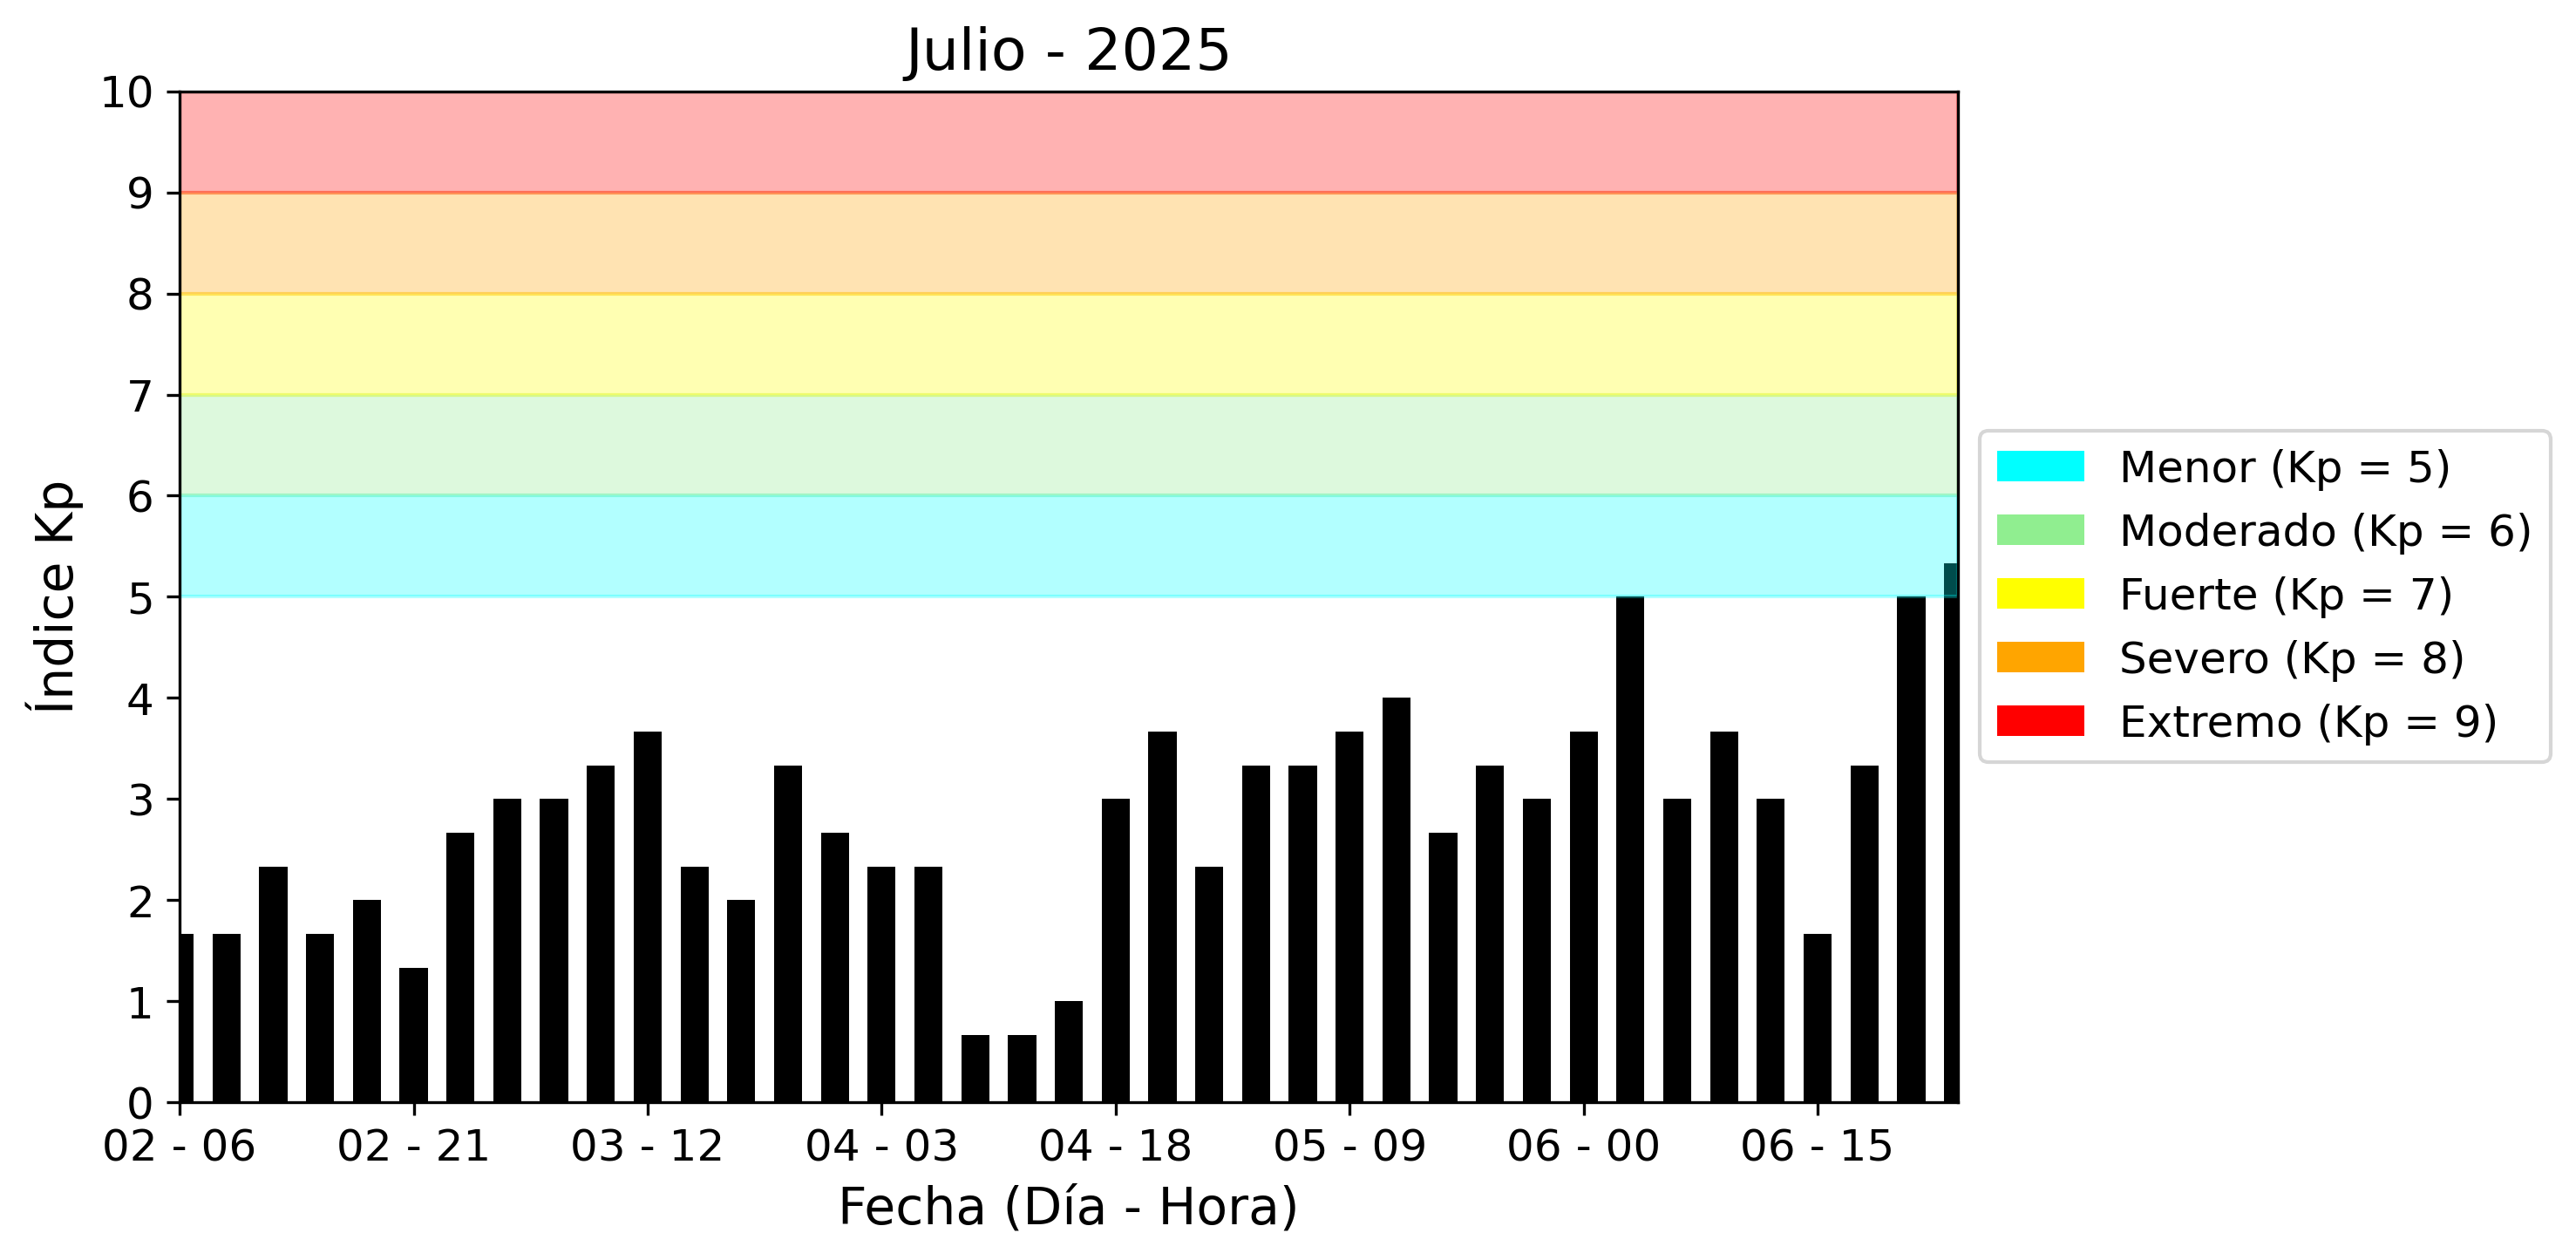 Julio - 2025
Índice Kp
10
9
8
7
6
5
4
3
2
1
0
02 - 06
02 - 21
03 - 12
04 - 03
04 - 18
05 - 09
06 - 00
06 - 15
Fecha (Día - Hora)
Menor (Kp = 5)
Moderado (Kp = 6)
Fuerte (Kp = 7)
Severo (Kp = 8)
Extremo (Kp = 9)